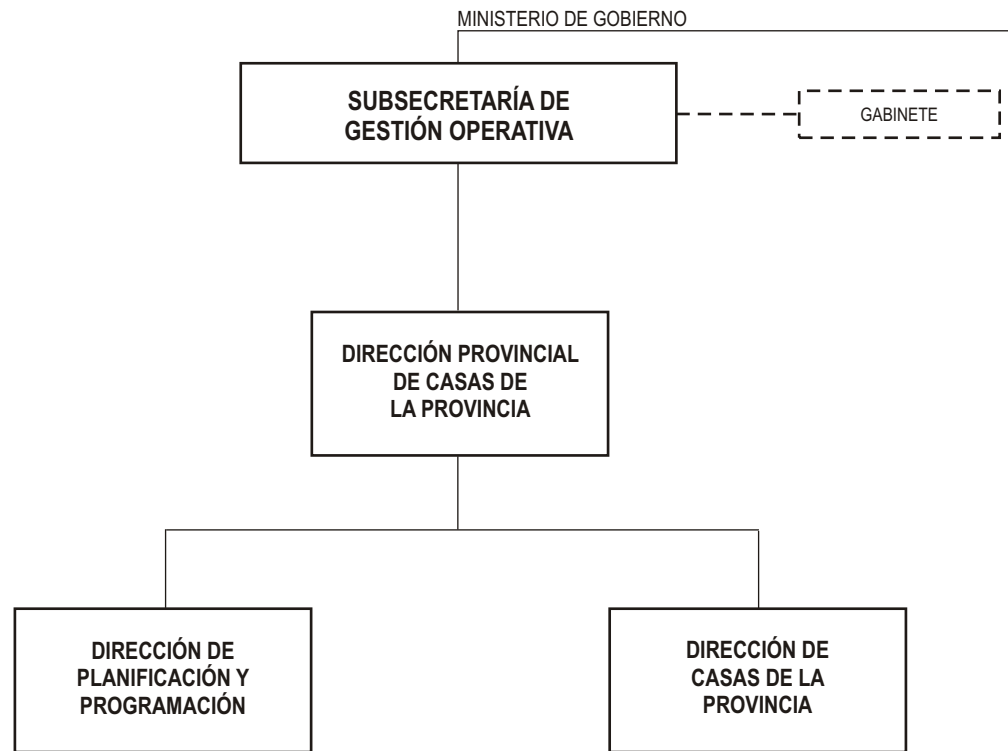 MINISTERIO DE GOBIERNO
SUBSECRETARÍA DE
GESTIÓN OPERATIVA
GABINETE
DIRECCIÓN PROVINCIAL
DE CASAS DE
LA PROVINCIA
DIRECCIÓN DE
PLANIFICACIÓN Y
PROGRAMACIÓN
DIRECCIÓN DE
CASAS DE LA
PROVINCIA